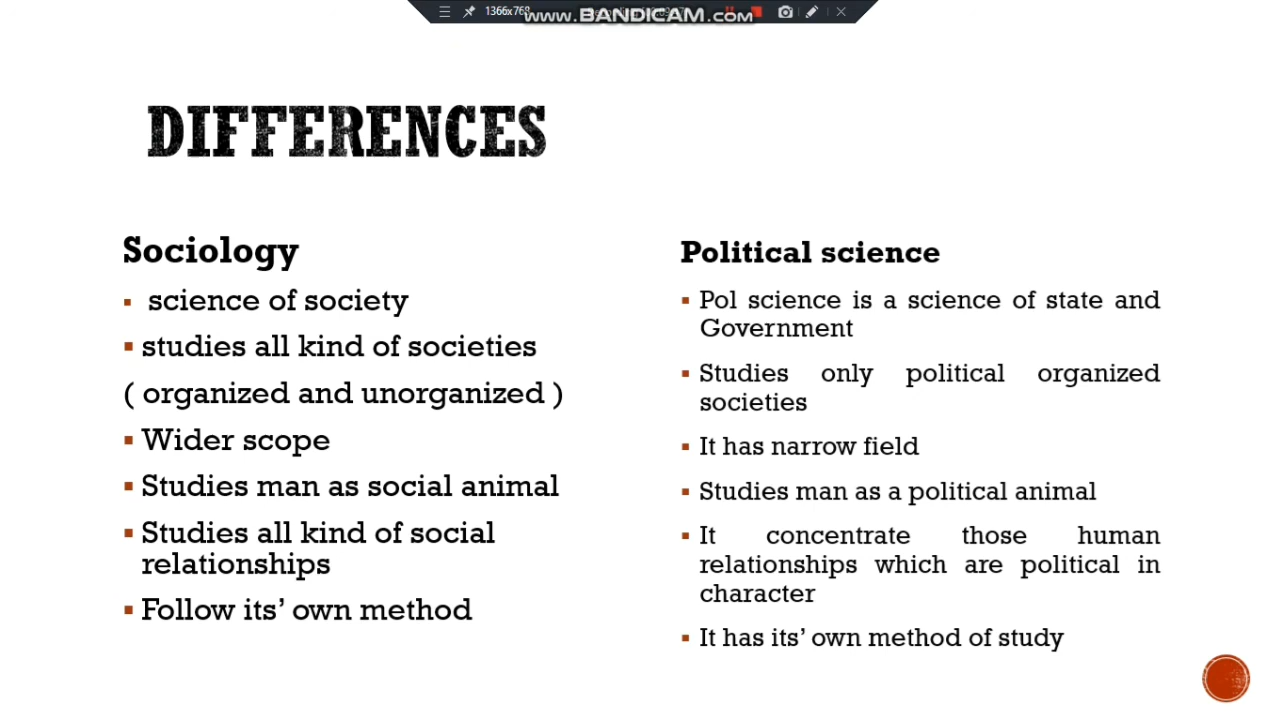 1366x768
WWW.BANDICAM.COM
DIFFERENCES
Sociology
science of society
studies all kind of societies
( organized and unorganized )
Wider scope
Studies man as social animal
Studies all kind of social
relationships
Follow its’ own method
Political science
Pol science is a science of state and
Government
Studies only political organized
societies
It has narrow field
Studies man as a political animal
It concentrate those human
relationships which are political in
character
It has its’ own method of study